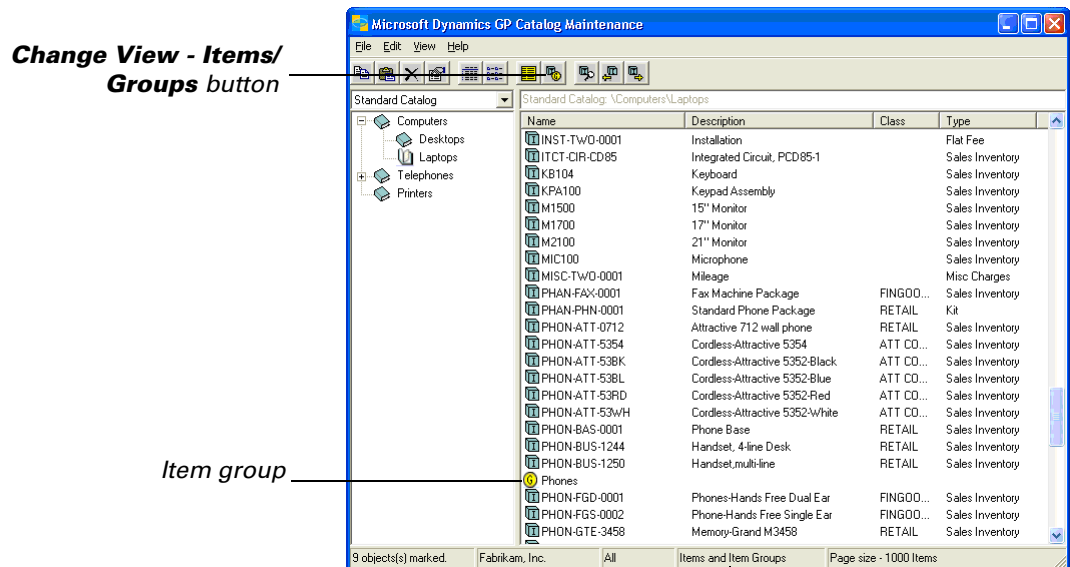 Microsoft Dynamics GP Catalog Maintenance
Change View - Items/
Groups button
File Edit View Help
Standard Catalog
Standard Catalog: \Computers\Laptops
Computers
Desktops
Laptops
Telephones
Printers
Name Description Class Type
INST-TWO-0001 Installation Flat Fee
ITCT-CIR-CD85 Integrated Circuit, PCD85-1 Sales Inventory
KB104 Keyboard Sales Inventory
KPA100 Keypad Assembly Sales Inventory
M1500 15" Monitor Sales Inventory
M1700 17" Monitor Sales Inventory
M2100 21" Monitor Sales Inventory
MIC100 Microphone Sales Inventory
MISC-TWO-0001 Mileage Misc Charges
PHAN-FAX-0001 Fax Machine Package FINGOO... Sales Inventory
PHAN-PHN-0001 Standard Phone Package RETAIL Kit
PHON-ATT-0712 Attractive 712 wall phone RETAIL Sales Inventory
PHON-ATT-5354 Cordless-Attractive 5354 ATT CO... Sales Inventory
PHON-ATT-53BK Cordless-Attractive 5352-Black ATT CO... Sales Inventory
PHON-ATT-53BL Cordless-Attractive 5352-Blue ATT CO... Sales Inventory
PHON-ATT-53RD Cordless-Attractive 5352-Red ATT CO... Sales Inventory
PHON-ATT-53WH Cordless-Attractive 5352-White ATT CO... Sales Inventory
PHON-BAS-0001 Phone Base RETAIL Sales Inventory
PHON-BUS-1244 Handset, 4-line Desk RETAIL Sales Inventory
PHON-BUS-1250 Handset,multi-line RETAIL Sales Inventory
Item group
G Phones
PHON-FGD-0001 Phones-Hands Free Dual Ear FINGOO... Sales Inventory
PHON-FGS-0002 Phone-Hands Free Single Ear FINGOO... Sales Inventory
PHON-GTE-3458 Memory-Grand M3458 RETAIL Sales Inventory
9 objects(s) marked. Fabrikam, Inc. All Items and Item Groups Page size - 1000 Items